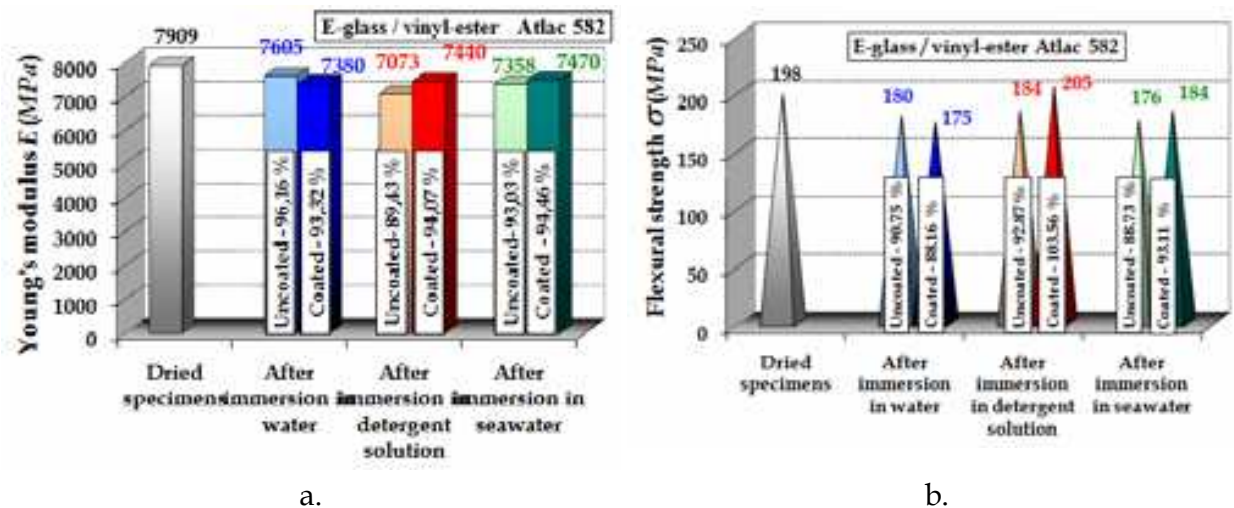 E-glass / vinyl-ester Atlac 582
7909
7605
7380
7073
7440
7358
7470
Young's modulus E (MPa)
8000
7000
6000
5000
4000
3000
2000
1000
0
Uncoated - 96,16 %
Coated - 93,32 %
Uncoated- 89,43 %
Coated - 94,07 %
Uncoated- 93,03 %
Coated - 94,46 %
Dried
specimens
After
immersion in
water
After
immersion in
detergent
solution
After
immersion in
seawater
a.
E-glass / vinyl-ester Atlac 582
198
180
175
184
205
176
184
Flexural strength σ (MPa)
250
200
150
100
50
0
Uncoated - 90.75 %
Coated - 88.16 %
Uncoated - 92.87 %
Coated - 103.56 %
Uncoated - 88.73 %
Coated - 93.11 %
Dried
specimens
After
immersion
in water
After
immersion
in detergent
solution
After
immersion
in seawater
b.